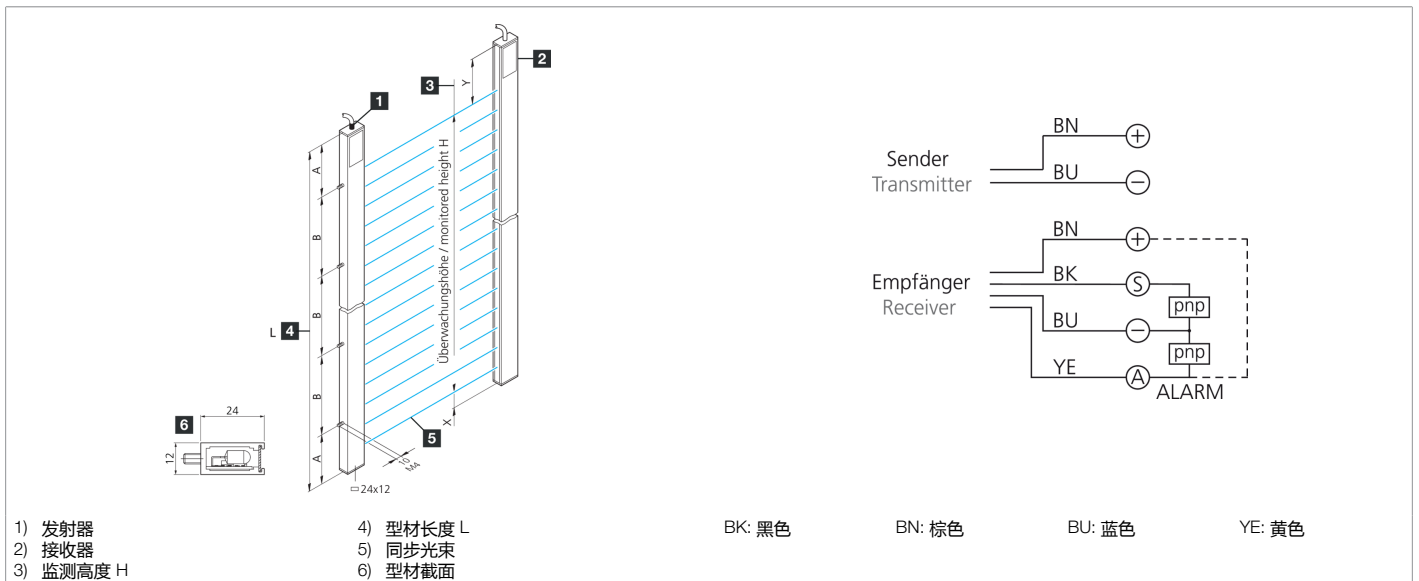 1
2
3
Y
A
B
B
B
A
L 4
Überwachungshöhe / monitored height H
X
5
6
24
12
10
M4
24x12
Sender
Transmitter
BN
+
BU
−
Empfänger
Receiver
BN
+
BK
S
pnp
BU
−
pnp
YE
A
ALARM
1) 发射器
2) 接收器
3) 监测高度 H
4) 型材长度 L
5) 同步光束
6) 型材截面
BK: 黑色 BN: 棕色 BU: 蓝色 YE: 黄色